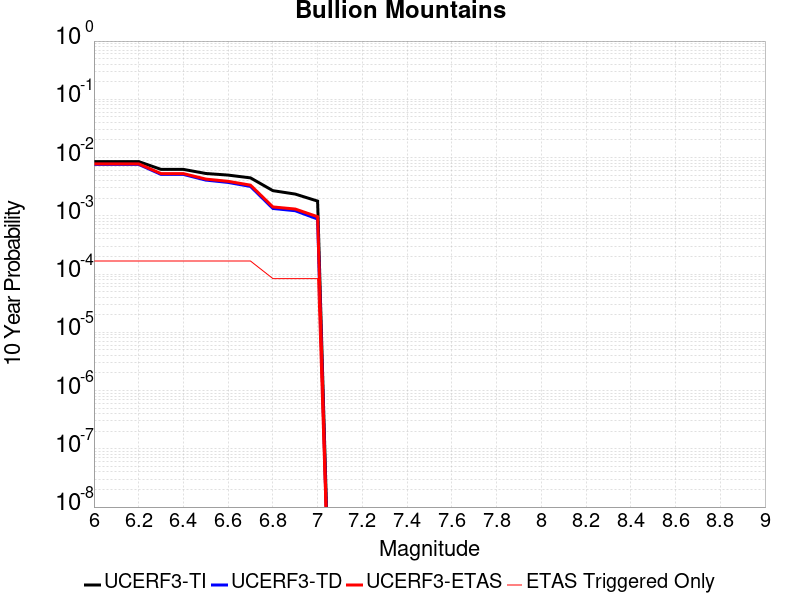 Bullion Mountains
10 0
10 -1
10 -2
10 -3
10 -4
10 -5
10 -6
10 -7
10 -8
10 Year Probability
6 6.2 6.4 6.6 6.8 7 7.2 7.4 7.6 7.8 8 8.2 8.4 8.6 8.8 9
Magnitude
UCERF3-TI UCERF3-TD UCERF3-ETAS ETAS Triggered Only